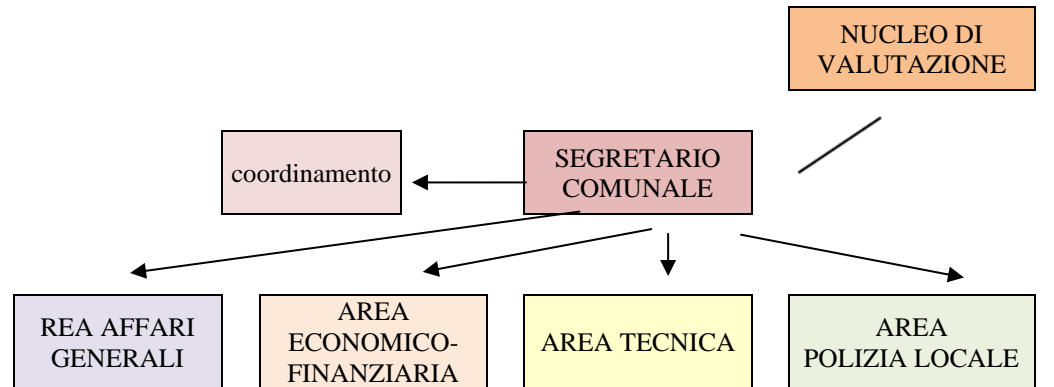 NUCLEO DI
VALUTAZIONE
coordinamento
SEGRETARIO
COMUNALE
REA AFFARI
GENERALI
AREA
ECONOMICO-
FINANZIARIA
AREA TECNICA
AREA
POLIZIA LOCALE